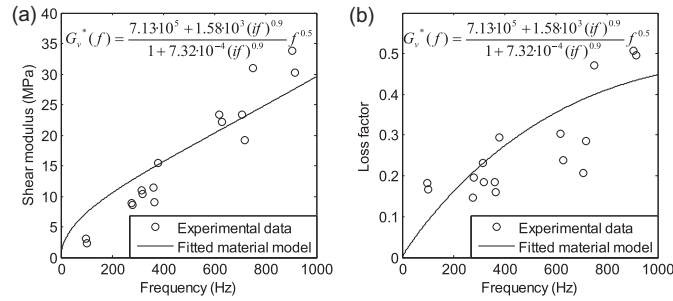 (a)
G_v^*(f) = \frac{7.13·10^5 + 1.58·10^3 (if)^{0.9}}{1 + 7.32·10^{-4} (if)^{0.9}} f^{0.5}
40
35
30
25
20
15
10
5
0
Shear modulus (MPa)
Experimental data
Fitted material model
0 200 400 600 800 1000
Frequency (Hz)
(b)
G_v^*(f) = \frac{7.13·10^5 + 1.58·10^3 (if)^{0.9}}{1 + 7.32·10^{-4} (if)^{0.9}} f^{0.5}
0.5
0.4
0.3
0.2
0.1
0
Loss factor
Experimental data
Fitted material model
0 200 400 600 800 1000
Frequency (Hz)